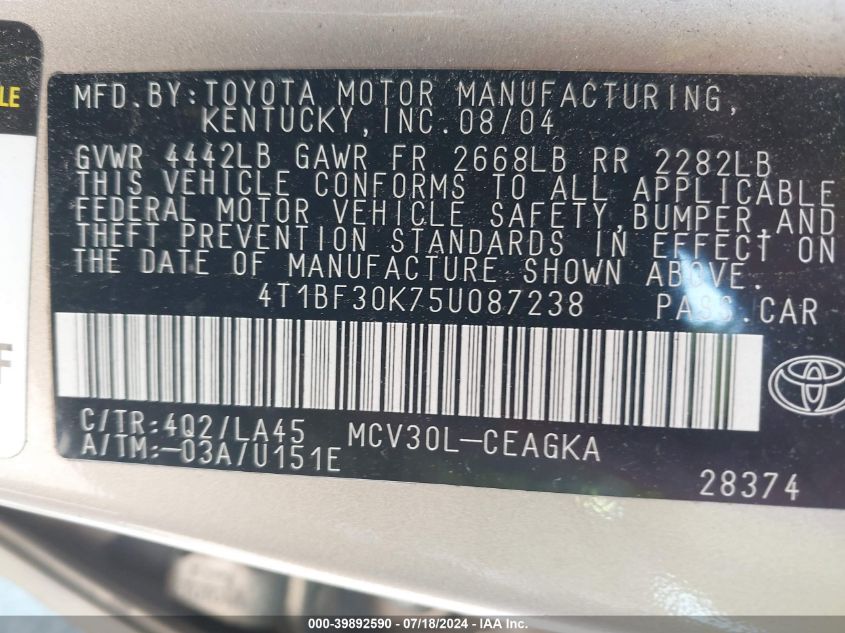 LE
MFD.BY:TOYOTA MOTOR MANUFACTURING,
KENTUCKY,INC.08/04
GVWR 4442LB GAWR FR 2668LB RR 2282LB
THIS VEHICLE CONFORMS TO ALL APPLICABLE
FEDERAL MOTOR VEHICLE SAFETY,BUMPER,AND
THEFT PREVENTION STANDARDS IN EFFECT ON
THE DATE OF MANUFACTURE SHOWN ABOVE.
4T1BF30K75U087238 PASS.CAR
F
C/TR:4Q2/LA45 MCV30L-CEAGKA
A/TM:-03A/U151E
28374
000-39892590 - 07/18/2024 - IAA Inc.